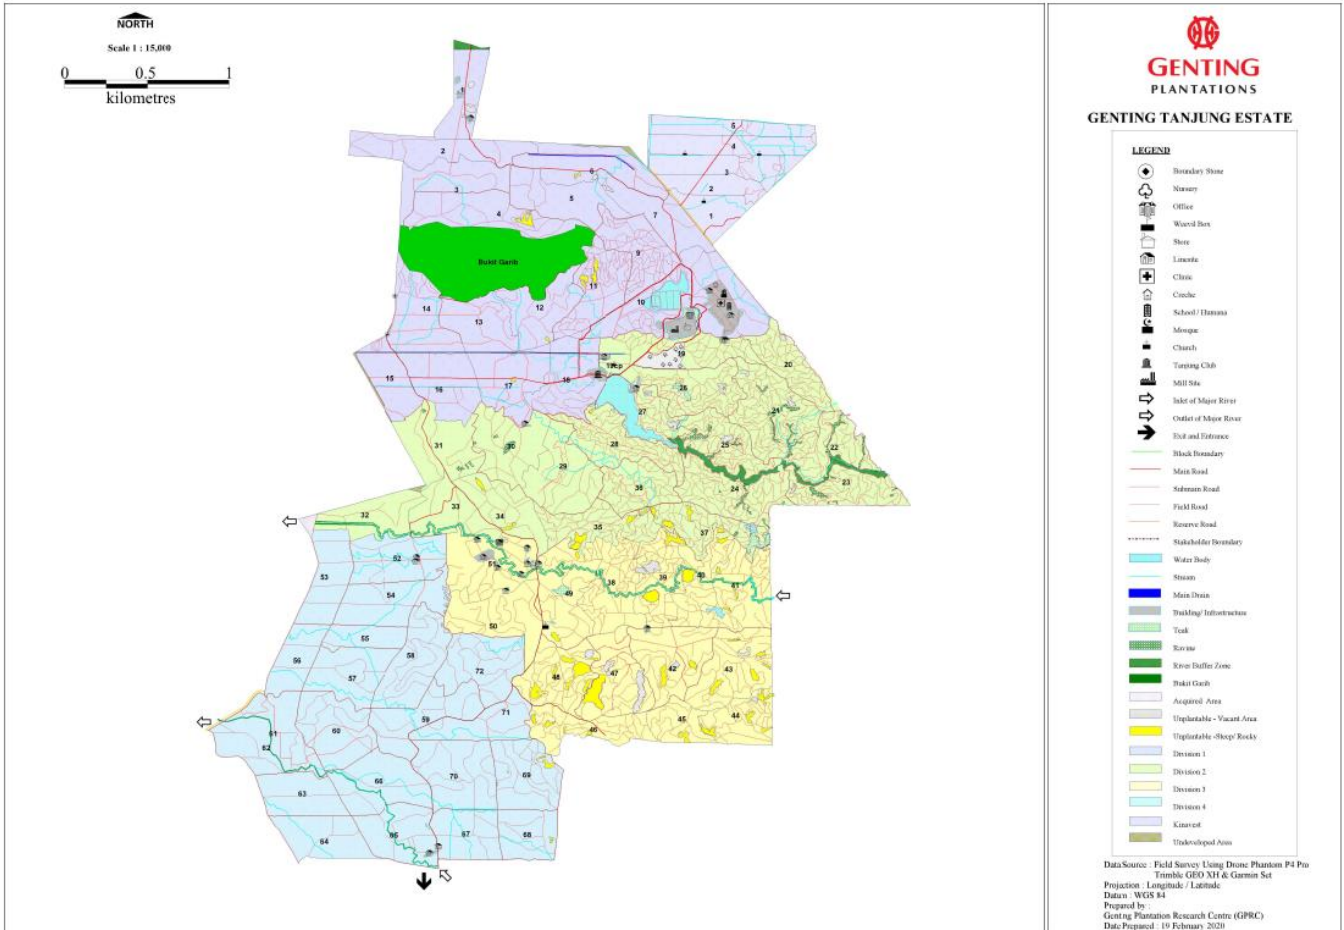 NORTH
Scale 1 : 15,000
0 0.5 1
kilometres
GENTING
PLANTATIONS
GENTING TANJUNG ESTATE
LEGEND
Boundary Stone
Nursery
Office
Weevil Box
Store
Linesite
Clinic
Creche
School / Humana
Mosque
Church
Tanjung Club
Mill Site
Inlet of Major River
Outlet of Major River
Exit and Entrance
Block Boundary
Main Road
Submain Road
Field Road
Reserve Road
Stakeholder Boundary
Water Body
Stream
Main Drain
Building/ Infrastructure
Teak
Ravine
River Buffer Zone
Bukit Garib
Acquired Area
Unplantable - Vacant Area
Unplantable -Steep/ Rocky
Division 1
Division 2
Division 3
Division 4
Kinavest
Undeveloped Area
Data Source : Field Survey Using Drone Phantom P4 Pro
Trimble GEO XH & Garmin Set
Projection : Longitude / Latitude
Datum : WGS 84
Prepared by :
Genting Plantation Research Centre (GPRC)
Date Prepared : 19 February 2020
1
2
3
4
5
6
7
5
4
3
2
1
9
Bukit Garib
10
11
12
13
14
15
16
17
18
19
20
21
22
23
24
25
26
27
28
29
30
31
32
33
34
35
36
37
38
39
40
41
42
43
44
45
46
47
48
49
50
51
52
53
54
55
56
57
58
59
60
61
62
63
64
65
66
67
68
69
70
71
72